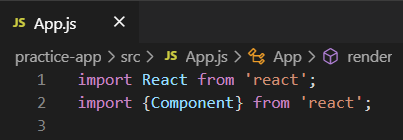 JS App.js ×
practice-app > src > JS App.js > App > render
1 import React from 'react';
2 import {Component} from 'react';
3